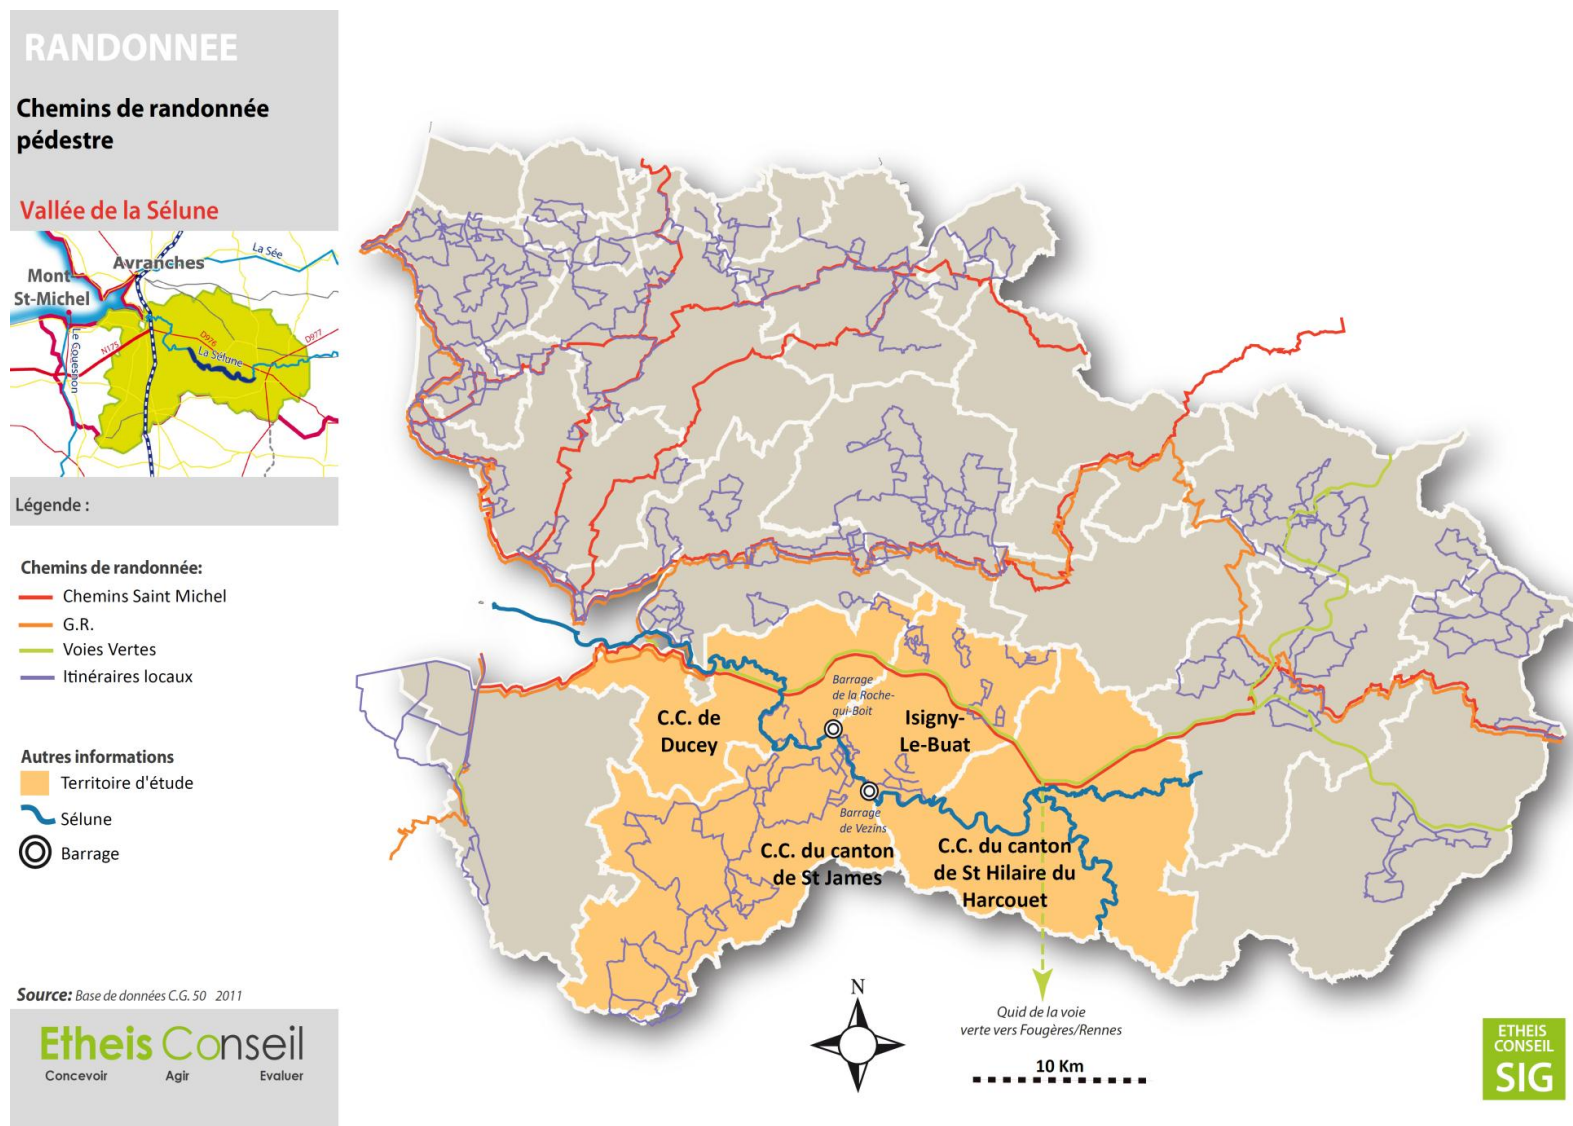 RANDONNEE
Chemins de randonnée
pédestre
Vallée de la Sélune
La Sée
Avranches
Mont
St-Michel
Le Couesnon
N175
D976
La Sélune
D977
Légende :
Chemins de randonnée:
Chemins Saint Michel
G.R.
Voies Vertes
Itinéraires locaux
Autres informations
Territoire d'étude
Sélune
Barrage
Source: Base de données C.G. 50 2011
Etheis Conseil
Concevoir Agir Evaluer
Barrage
de la Roche-
qui-Boit
C.C. de
Ducey
Isigny-
Le-Buat
Barrage
de Vezins
C.C. du canton
de St James
C.C. du canton
de St Hilaire du
Harcouet
N
Quid de la voie
verte vers Fougères/Rennes
10 Km
ETHEIS
CONSEIL
SIG